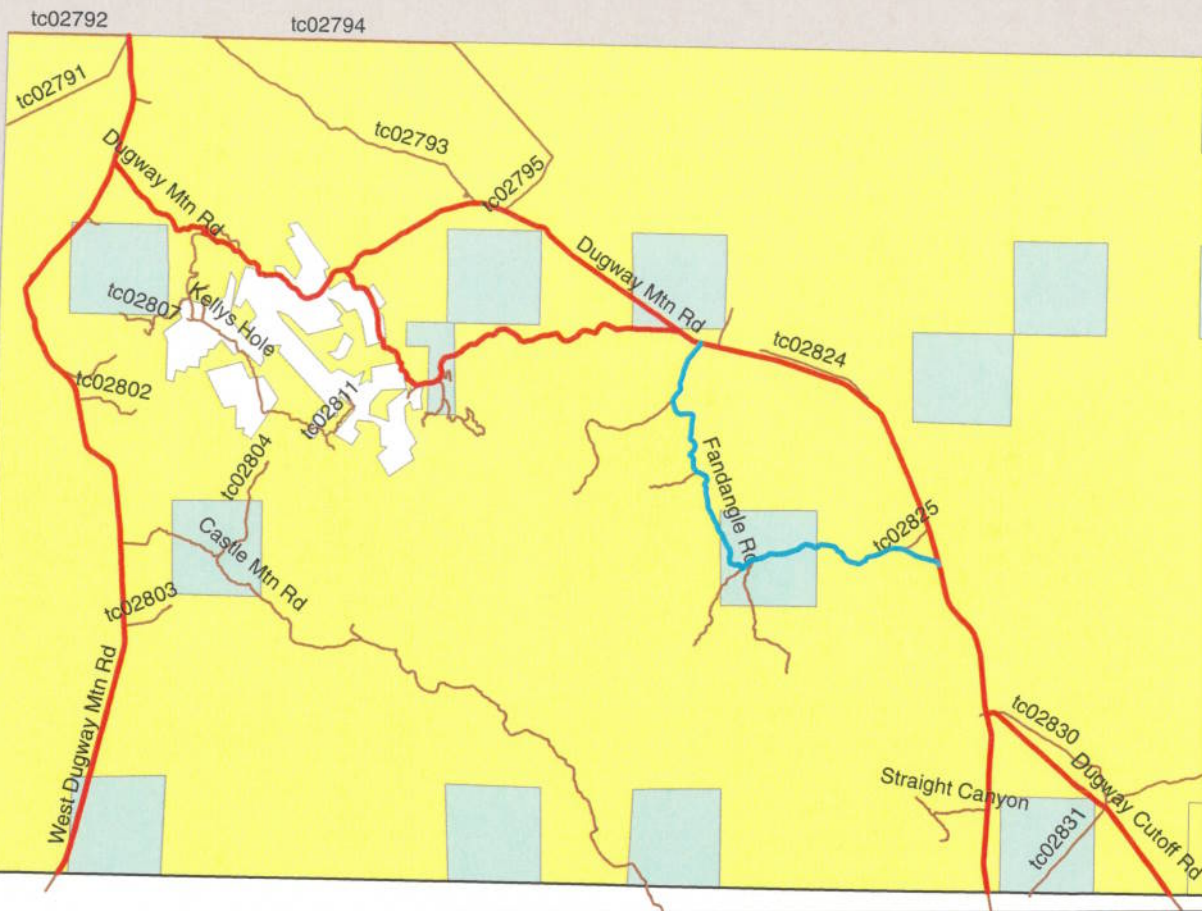 tc02792
tc02794
tc02791
tc02793
Dugway Mtn Rd
tc02795
Dugway Mtn Rd
tc02807
Kellys Hole
tc02824
tc02802
tc02811
tc02804
Fandangle Rd
tc02825
Castle Mtn Rd
tc02803
West Dugway Mtn Rd
tc02830
Straight Canyon
Dugway Cutoff Rd
tc02831